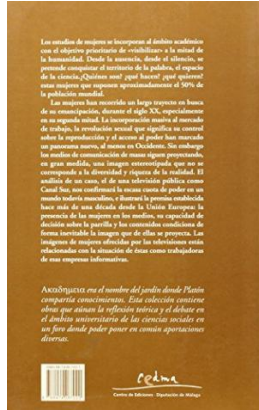 Los estudios de mujeres se incorporan al ámbito académico
con el objetivo prioritario de «visibilizar» a la mitad de
la humanidad. Desde la ausencia, desde el silencio, se
pretende conquistar el territorio de la palabra, el espacio
de la ciencia.¿Quiénes son? ¿qué hacen? ¿qué quieren?
estas mujeres que suponen aproximadamente el 50% de
la población mundial.
Las mujeres han recorrido un largo trayecto en busca
de su emancipación, durante el siglo XX, especialmente
en su segunda mitad. La incorporación masiva al mercado
de trabajo, la revolución sexual que significa su control
sobre la reproducción y el acceso al poder han marcado
un panorama nuevo, al menos en Occidente. Sin embargo
los medios de comunicación de masas siguen proyectando,
en gran medida, una imagen estereotipada que no se
corresponde a la diversidad y riqueza de la realidad. El
análisis de un caso, el de una televisión pública como
Canal Sur, nos confirmará la escasa cuota de poder en un
mundo todavía masculino, e ilustrará la premisa establecida
hace más de una década desde la Unión Europea: la
presencia de las mujeres en los medios, su capacidad de
decisión sobre la parrilla y los contenidos condiciona de
forma inevitable la imagen que de ellas se proyecta. Las
imágenes de mujeres ofrecidas por las televisiones están
relacionadas con la situación de éstas como trabajadoras
de esas empresas informativas.
Ακαδημεια era el nombre del jardín donde Platón
compartía conocimientos. Esta colección contiene
obras que aúnan la reflexión teórica y el debate en
el ámbito universitario de las ciencias sociales en
un foro donde poder poner en común aportaciones
diversas.
cedma
Centro de Ediciones · Diputación de Málaga